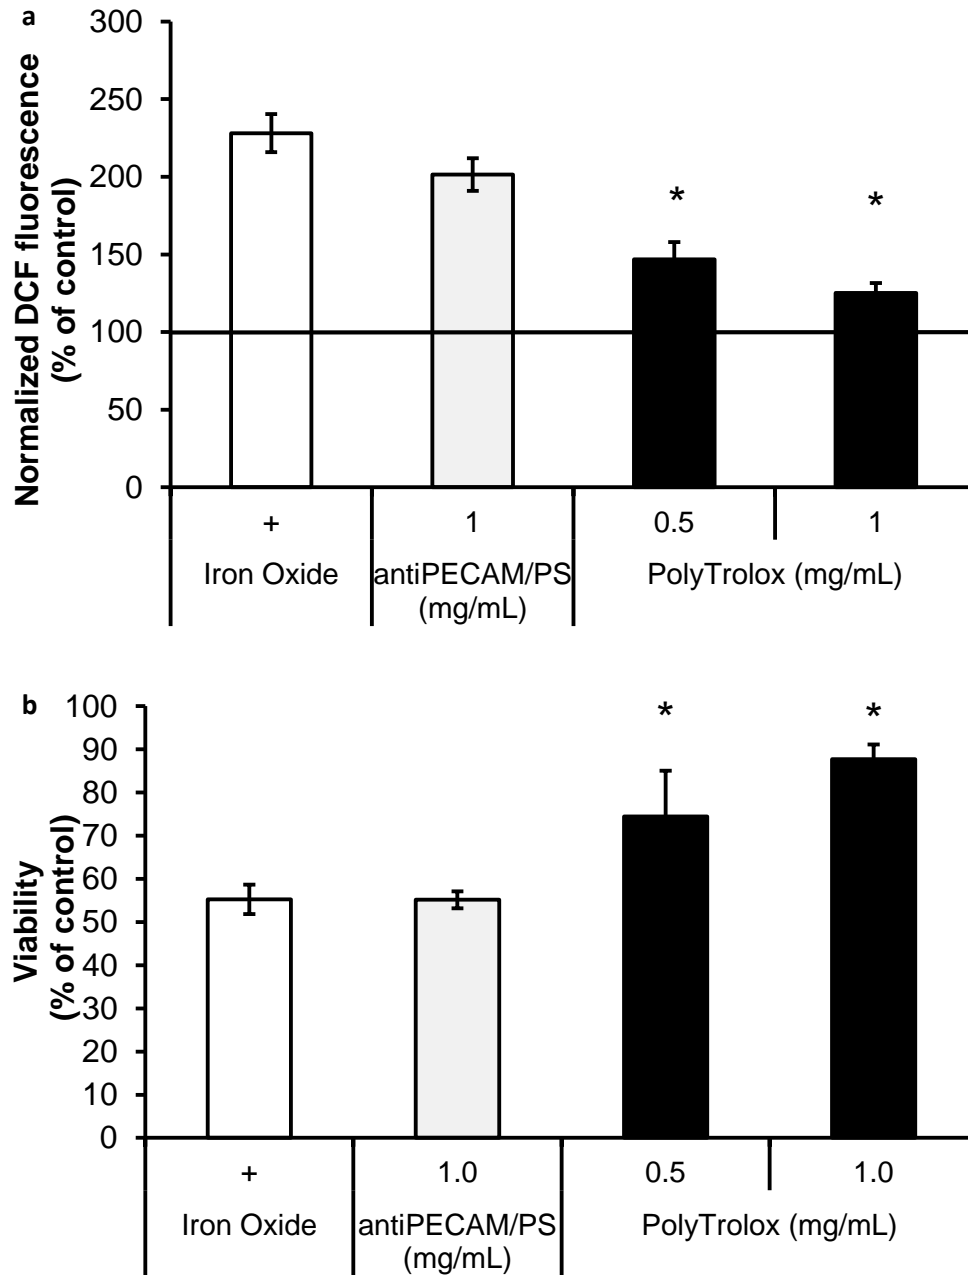 a
Normalized DCF fluorescence
(% of control)
300
250
200
150
100
50
0
*
*
+
1
0.5
1
Iron Oxide
antiPECAM/PS
(mg/mL)
PolyTrolox (mg/mL)
b
Viability
(% of control)
100
90
80
70
60
50
40
30
20
10
0
*
*
+
1.0
0.5
1.0
Iron Oxide
antiPECAM/PS
(mg/mL)
PolyTrolox (mg/mL)